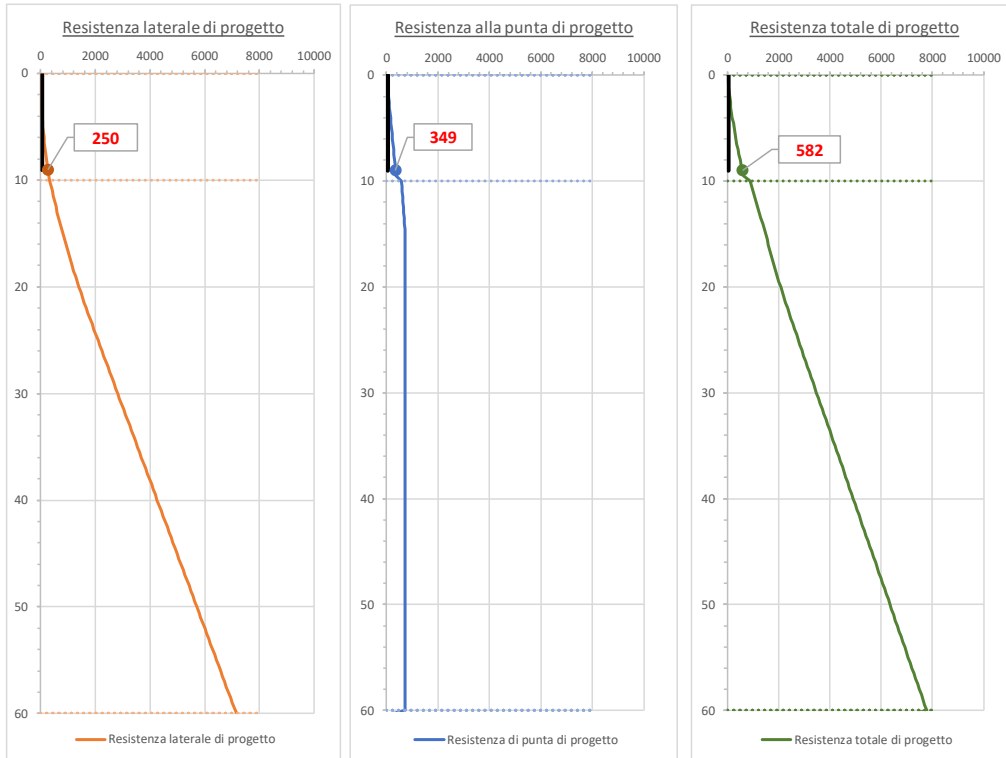 Resistenza laterale di progetto
0 2000 4000 6000 8000 10000
0
10
20
30
40
50
60
250
Resistenza laterale di progetto
Resistenza alla punta di progetto
0 2000 4000 6000 8000 10000
0
10
20
30
40
50
60
349
Resistenza di punta di progetto
Resistenza totale di progetto
0 2000 4000 6000 8000 10000
0
10
20
30
40
50
60
582
Resistenza totale di progetto